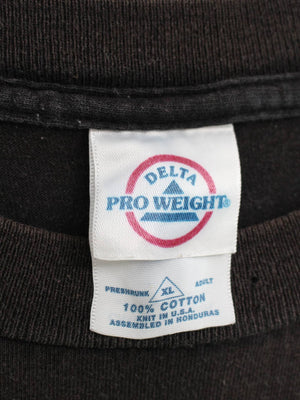 DELTA
PRO WEIGHT®
PRESHRUNK XL ADULT
100% COTTON
KNIT IN U.S.A.
ASSEMBLED IN HONDURAS